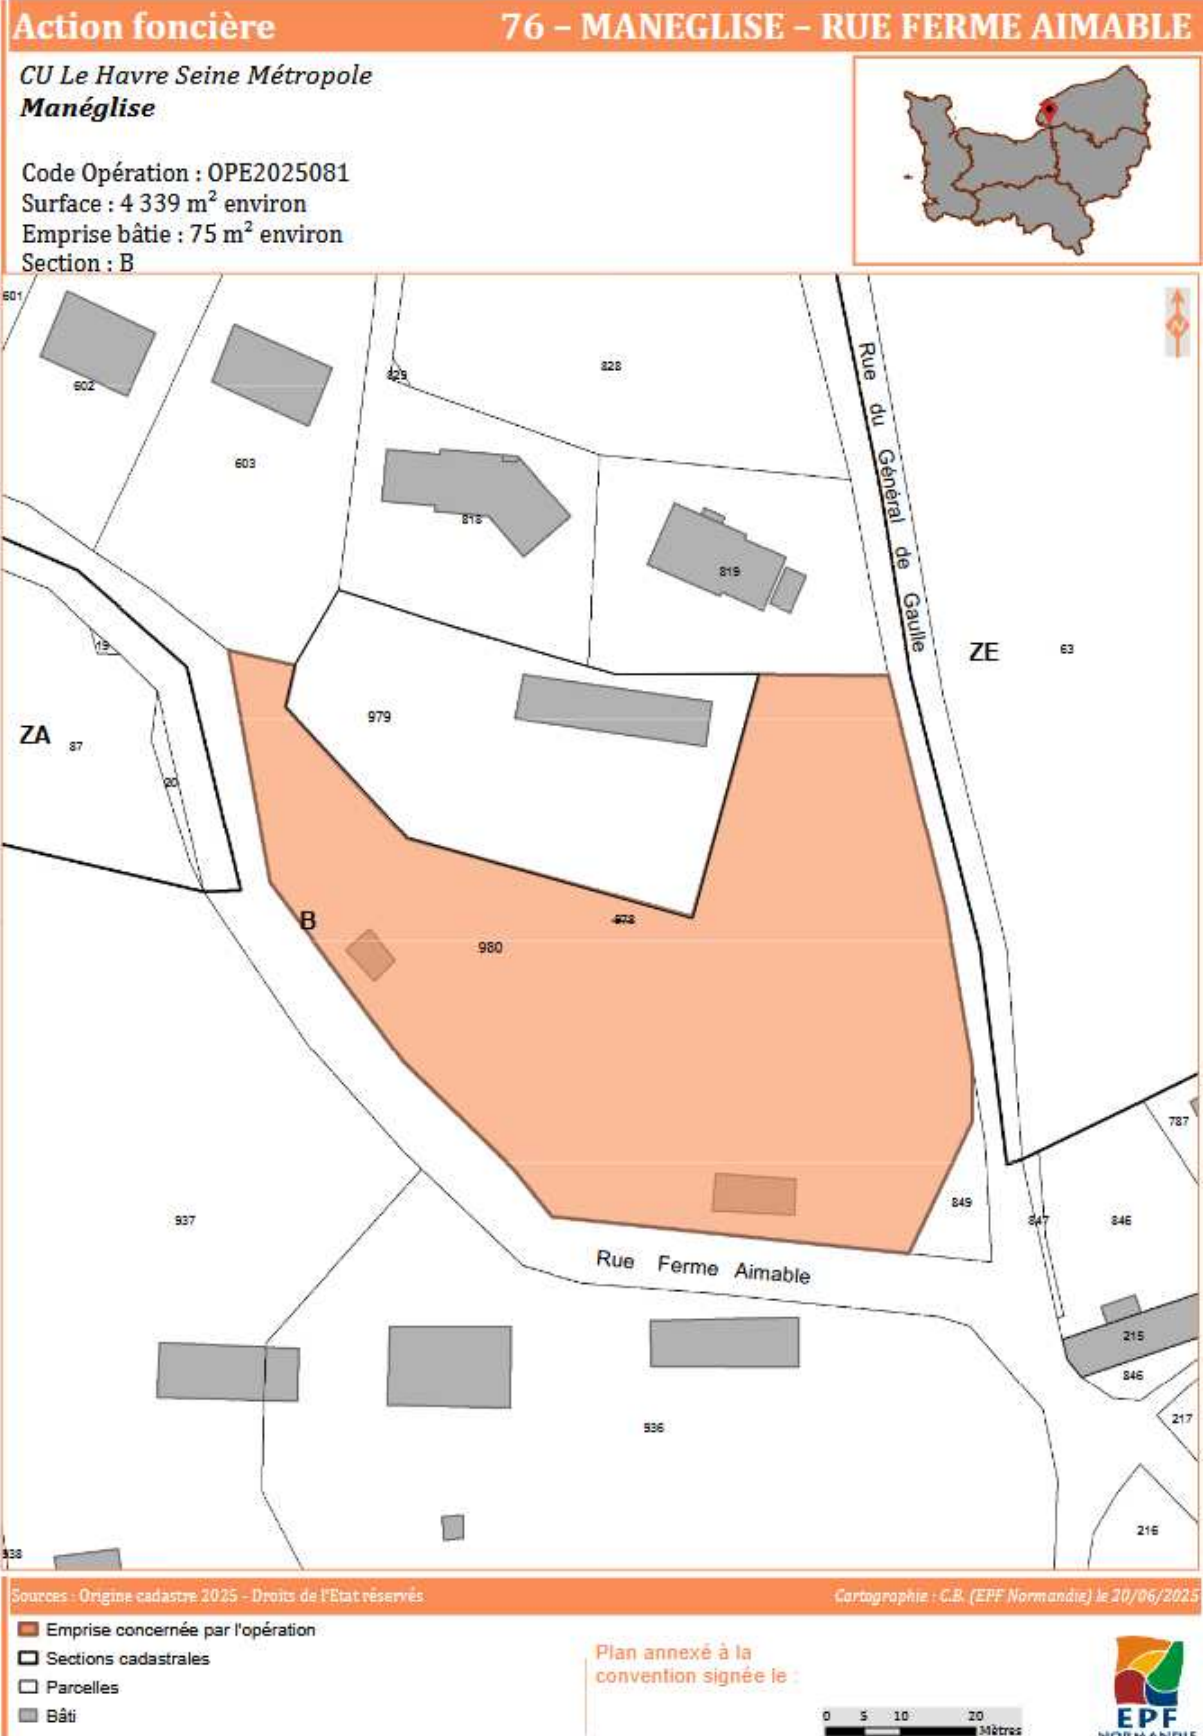 Action foncière
76 – MANEGLISE – RUE FERME AIMABLE
CU Le Havre Seine Métropole
Manéglise
Code Opération : OPE2025081
Surface : 4 339 m² environ
Emprise bâtie : 75 m² environ
Section : B
601
602
603
829
828
818
819
Rue du Général de Gaulle
ZE
63
19
ZA
87
20
979
B
978
980
787
937
849
847
846
Rue Ferme Aimable
215
846
217
936
216
938
Sources : Origine cadastre 2025 - Droits de l'Etat réservés
Cartographie : C.B. (EPF Normandie) le 20/06/2025
Emprise concernée par l'opération
Sections cadastrales
Parcelles
Bâti
Plan annexé à la
convention signée le :
0 5 10 20
Mètres
N
EPF
NORMANDIE